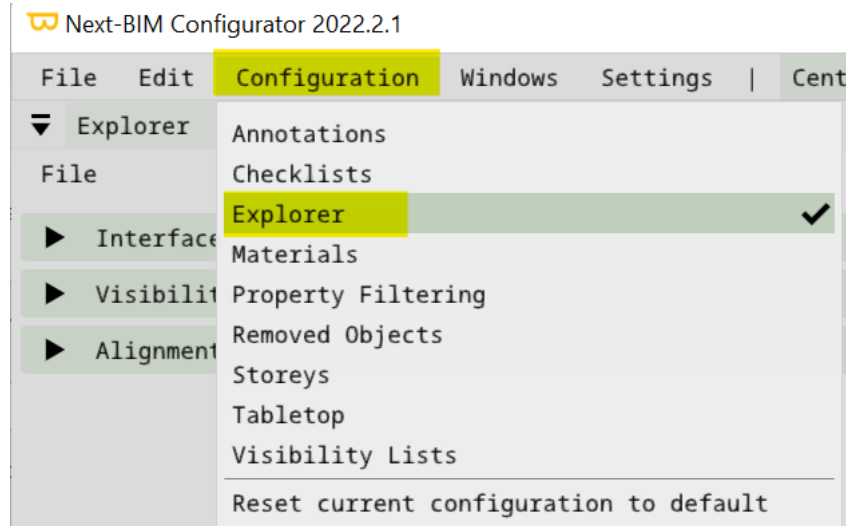 Next-BIM Configurator 2022.2.1
File Edit Configuration Windows Settings | Cent
Explorer
File
Annotations
Checklists
Explorer
Materials
Property Filtering
Removed Objects
Storeys
Tabletop
Visibility Lists
Reset current configuration to default
Interface
Visibilit
Alignment